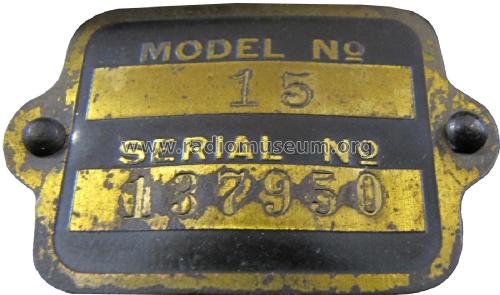 MODEL No
15
www.radiomuseum.org
SERIAL No
137950